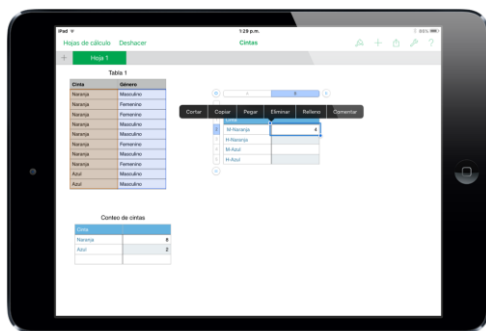 iPad
1:29 p.m.
Hojas de cálculo Deshacer
Cintas
+ Hoja 1
Tabla 1
Cinta Género
Naranja Masculino
Naranja Femenino
Naranja Masculino
Naranja Femenino
Naranja Masculino
Naranja Femenino
Naranja Masculino
Naranja Femenino
Azul Masculino
Azul Masculino
Cortar Copiar Pegar Eliminar Relleno Comentar
M-Naranja 4
H-Naranja
M-Azul
H-Azul
Conteo de cintas
Cinta
Naranja 8
Azul 2